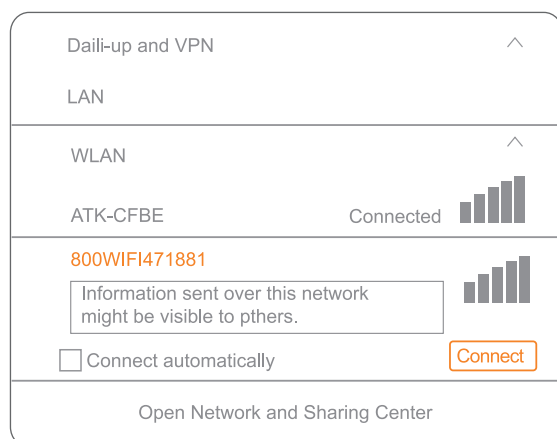 Daili-up and VPN
LAN
WLAN
ATK-CFBE Connected
800WIFI471881
Information sent over this network
might be visible to pthers.
Connect automatically Connect
Open Network and Sharing Center